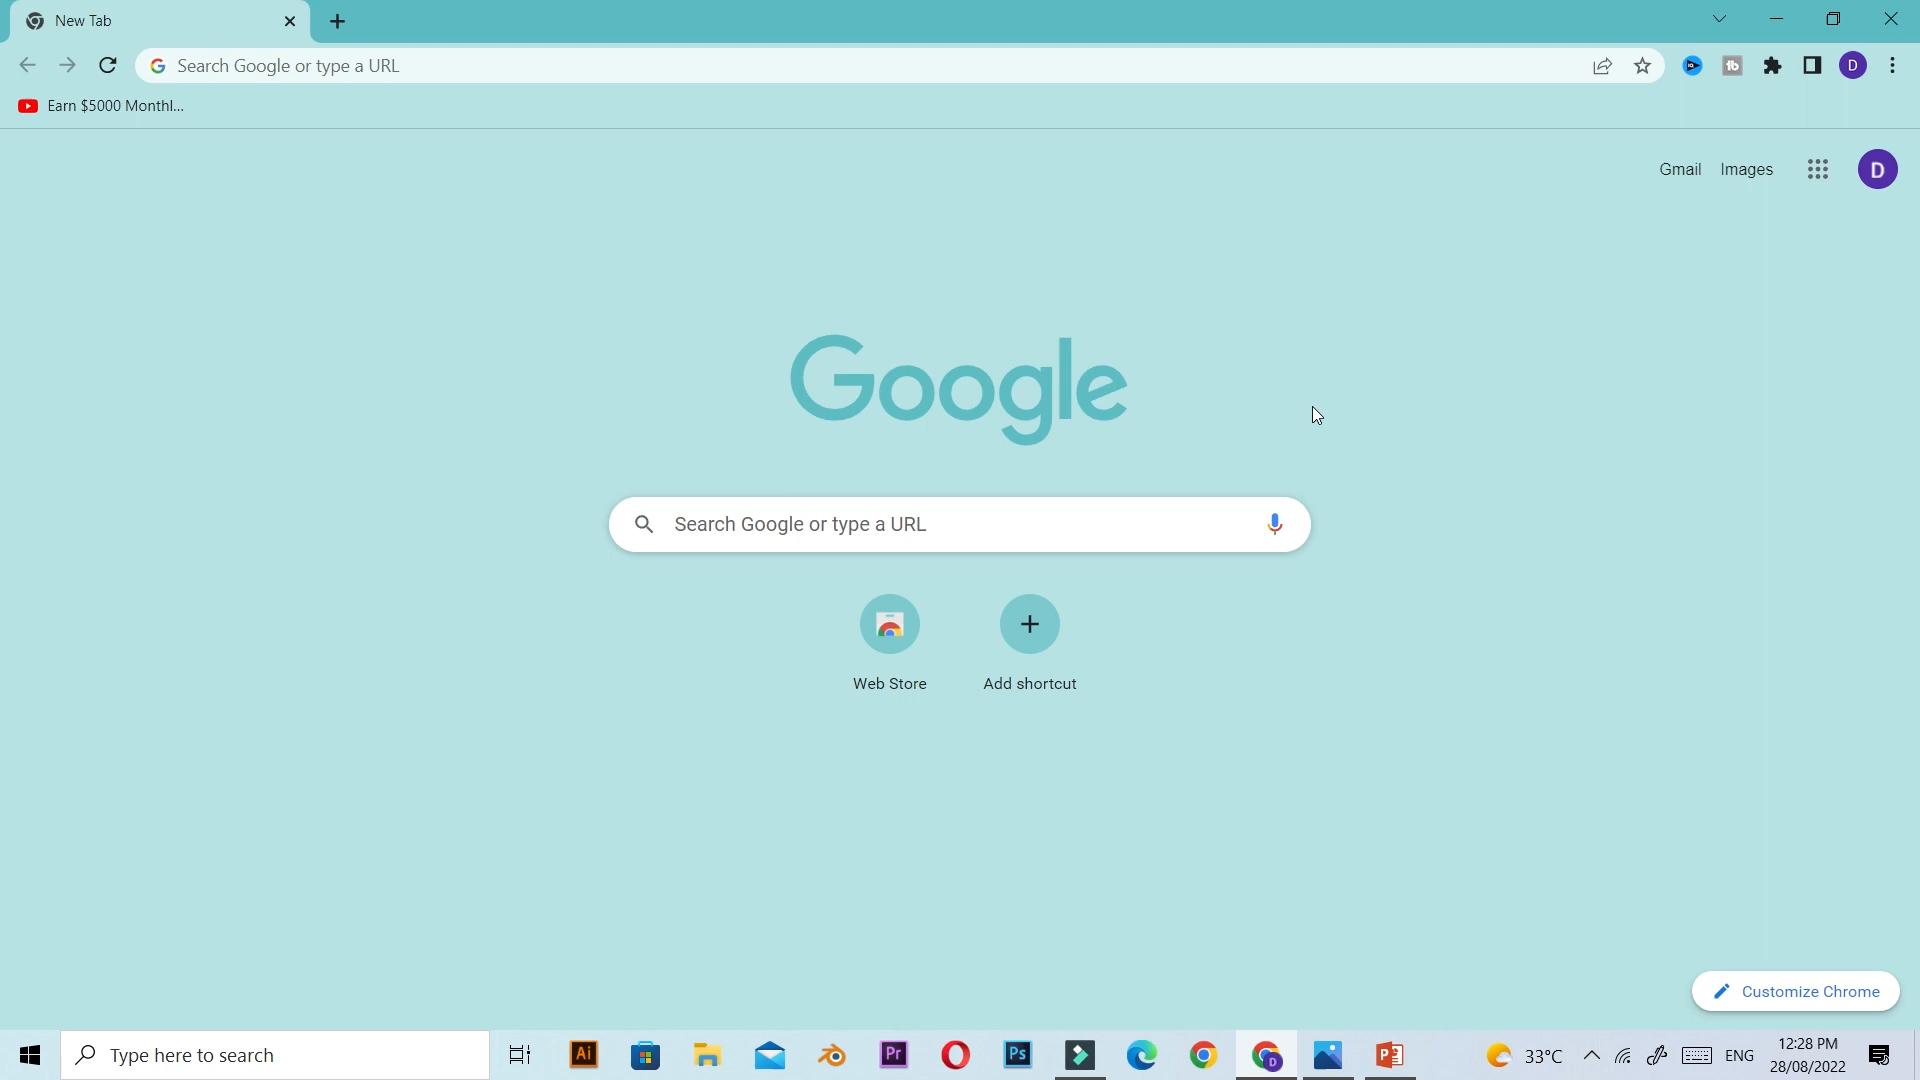 New Tab
Search Google or type a URL
D
Earn $5000 Monthl...
Gmail Images
D
Google
Search Google or type a URL
Web Store Add shortcut
Customize Chrome
Type here to search
Ai Pr Ps D P
33°C ENG
12:28 PM
28/08/2022